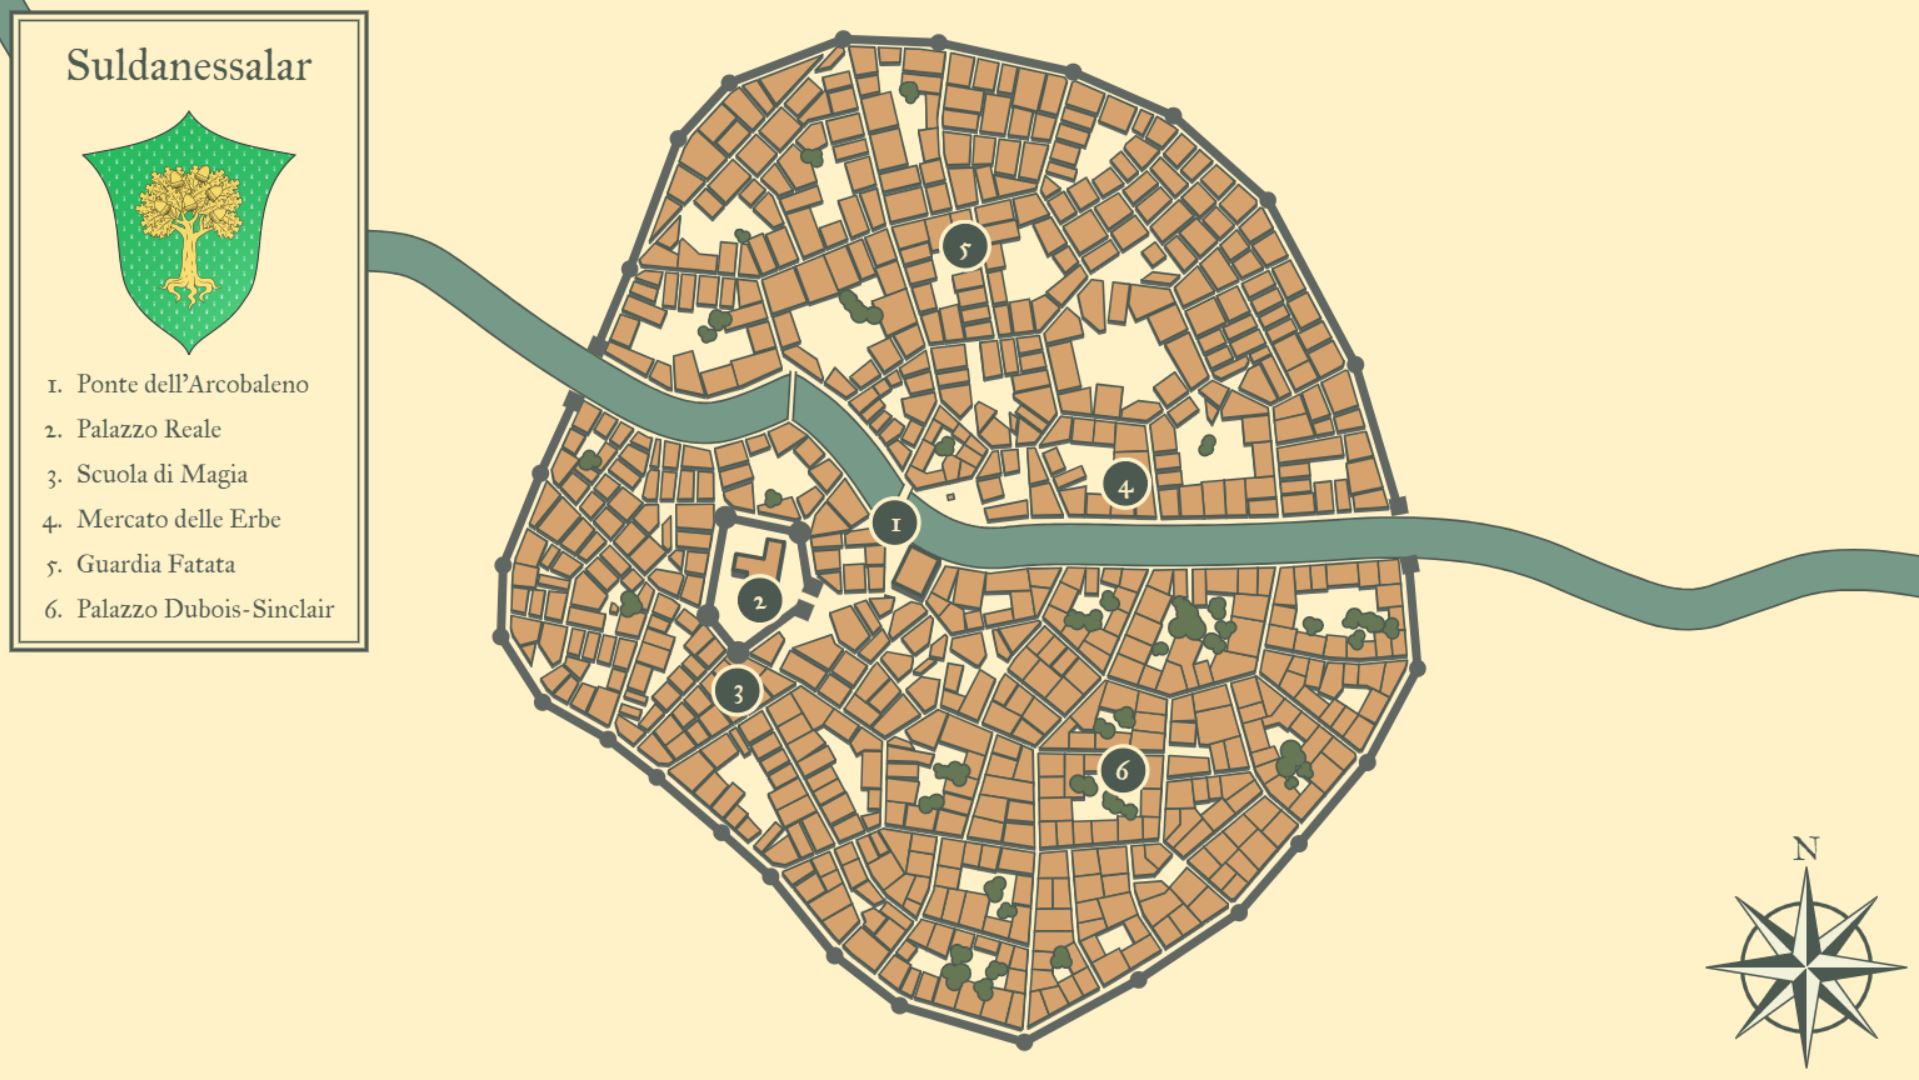 Suldanessalar
1. Ponte dell'Arcobaleno
2. Palazzo Reale
3. Scuola di Magia
4. Mercato delle Erbe
5. Guardia Fatata
6. Palazzo Dubois-Sinclair
5
4
1
2
3
6
N